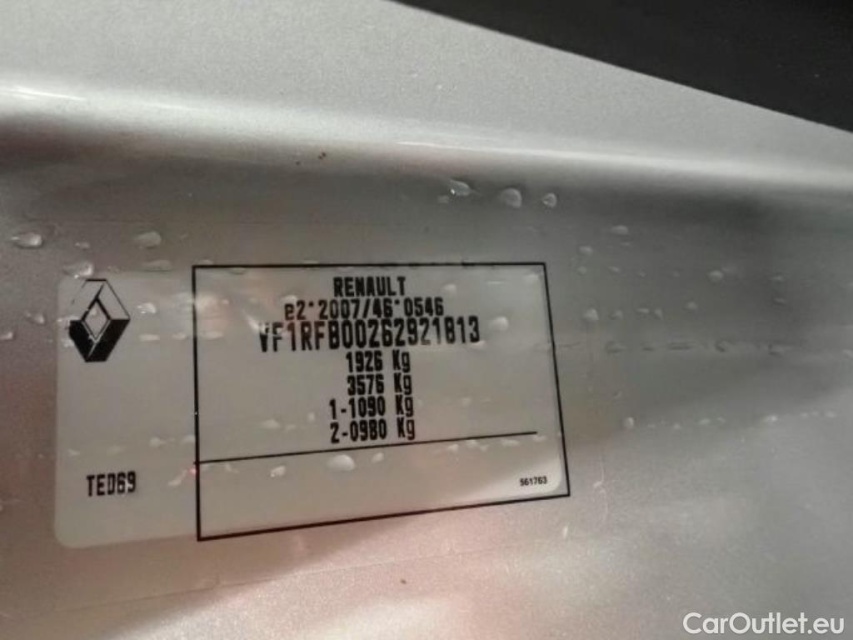 RENAULT
e2*2007/46*0546
VF1RFB00262921813
1926 Kg
3576 Kg
1-1090 Kg
2-0980 Kg
TED69
561763
CarOutlet.eu